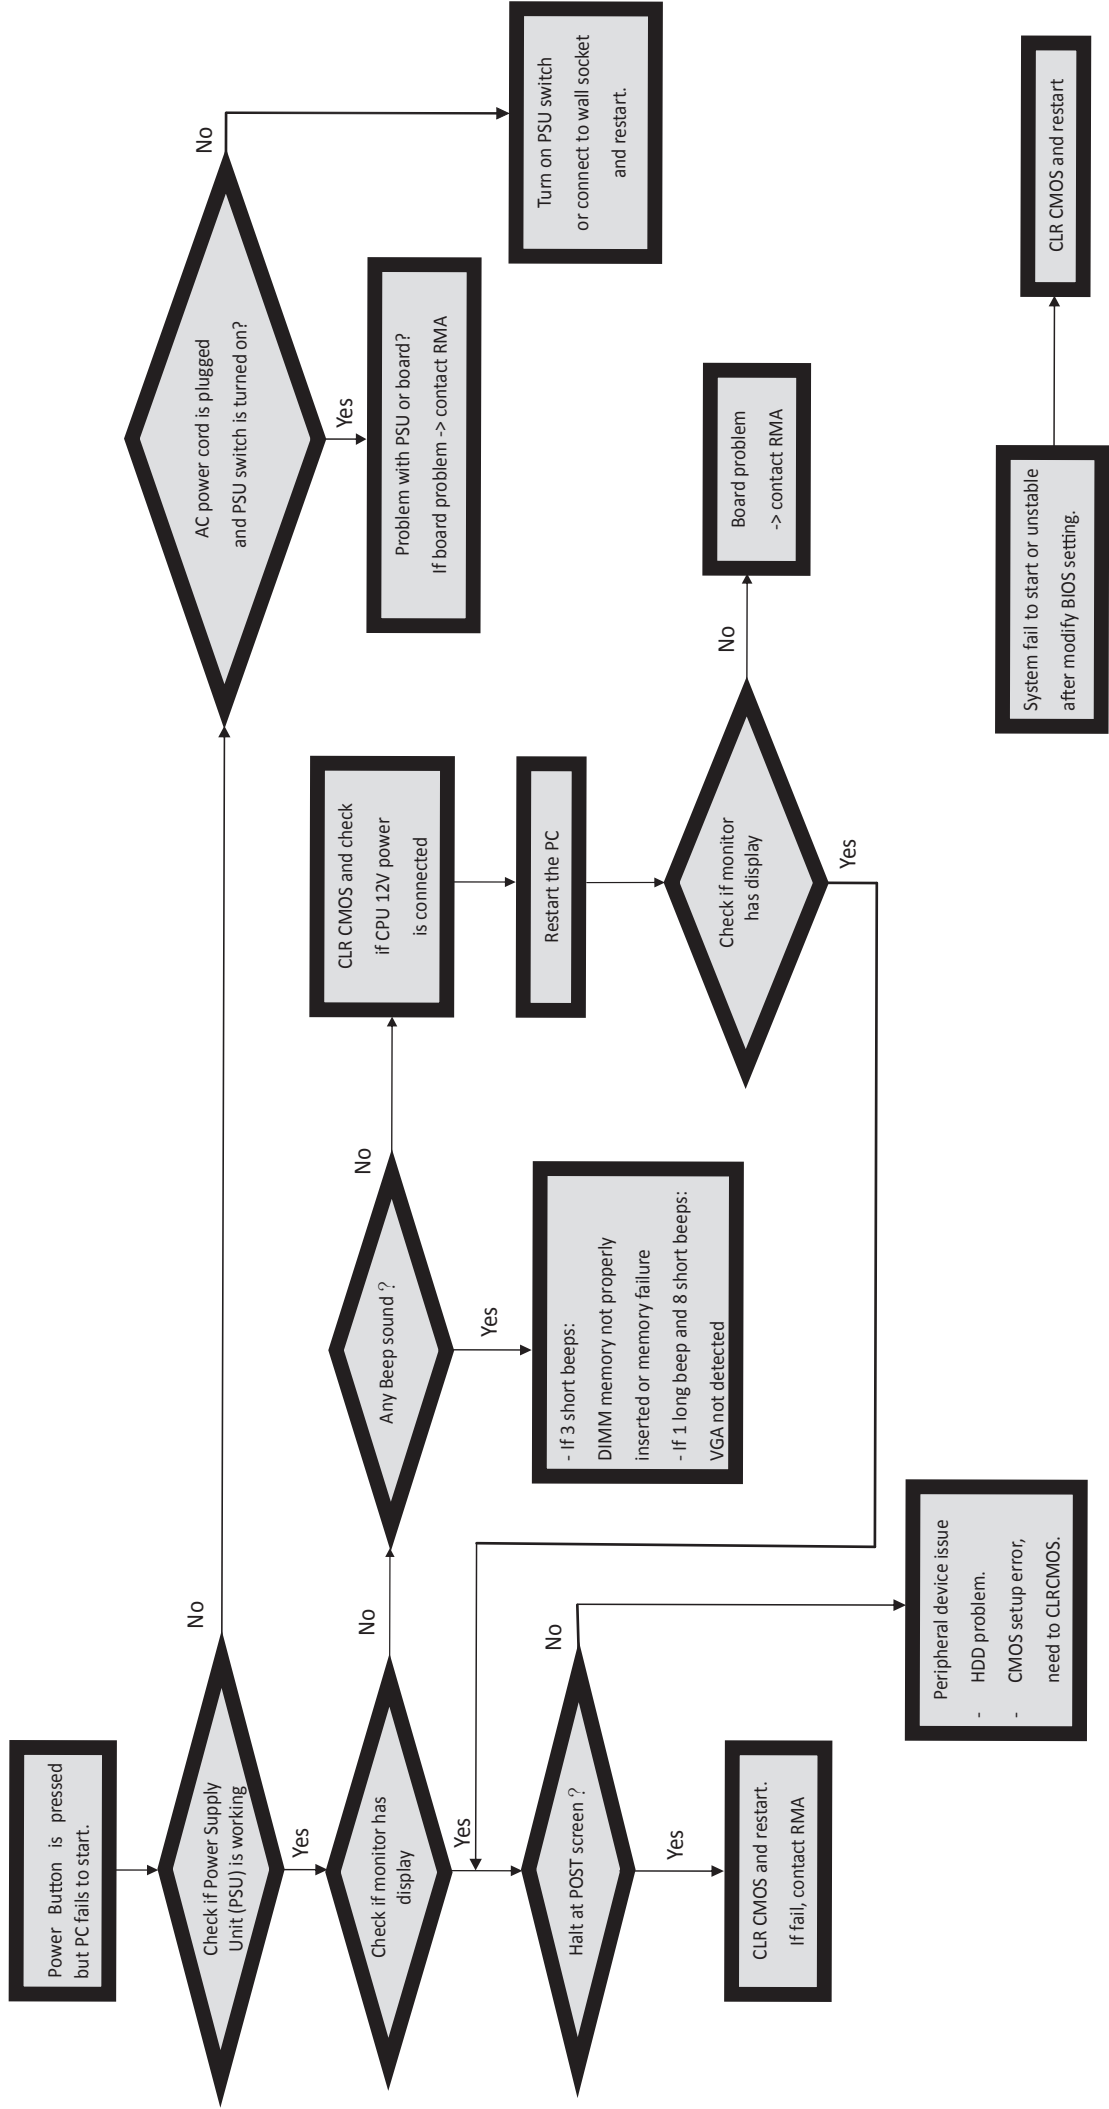 Power Button is pressed
but PC fails to start.
Check if Power Supply
Unit (PSU) is working
No
Yes
AC power cord is plugged
and PSU switch is turned on?
No
Yes
Turn on PSU switch
or connect to wall socket
and restart.
Problem with PSU or board?
If board problem -> contact RMA
Check if monitor has
display
No
Yes
Any Beep sound ?
No
Yes
CLR CMOS and check
if CPU 12V power
is connected
Restart the PC
- If 3 short beeps:
DIMM memory not properly
inserted or memory failure
- If 1 long beep and 8 short beeps:
VGA not detected
Check if monitor
has display
No
Yes
Board problem
-> contact RMA
Halt at POST screen ?
No
Yes
CLR CMOS and restart.
If fail, contact RMA
Peripheral device issue
- HDD problem.
- CMOS setup error,
need to CLRCMOS.
System fail to start or unstable
after modify BIOS setting.
CLR CMOS and restart